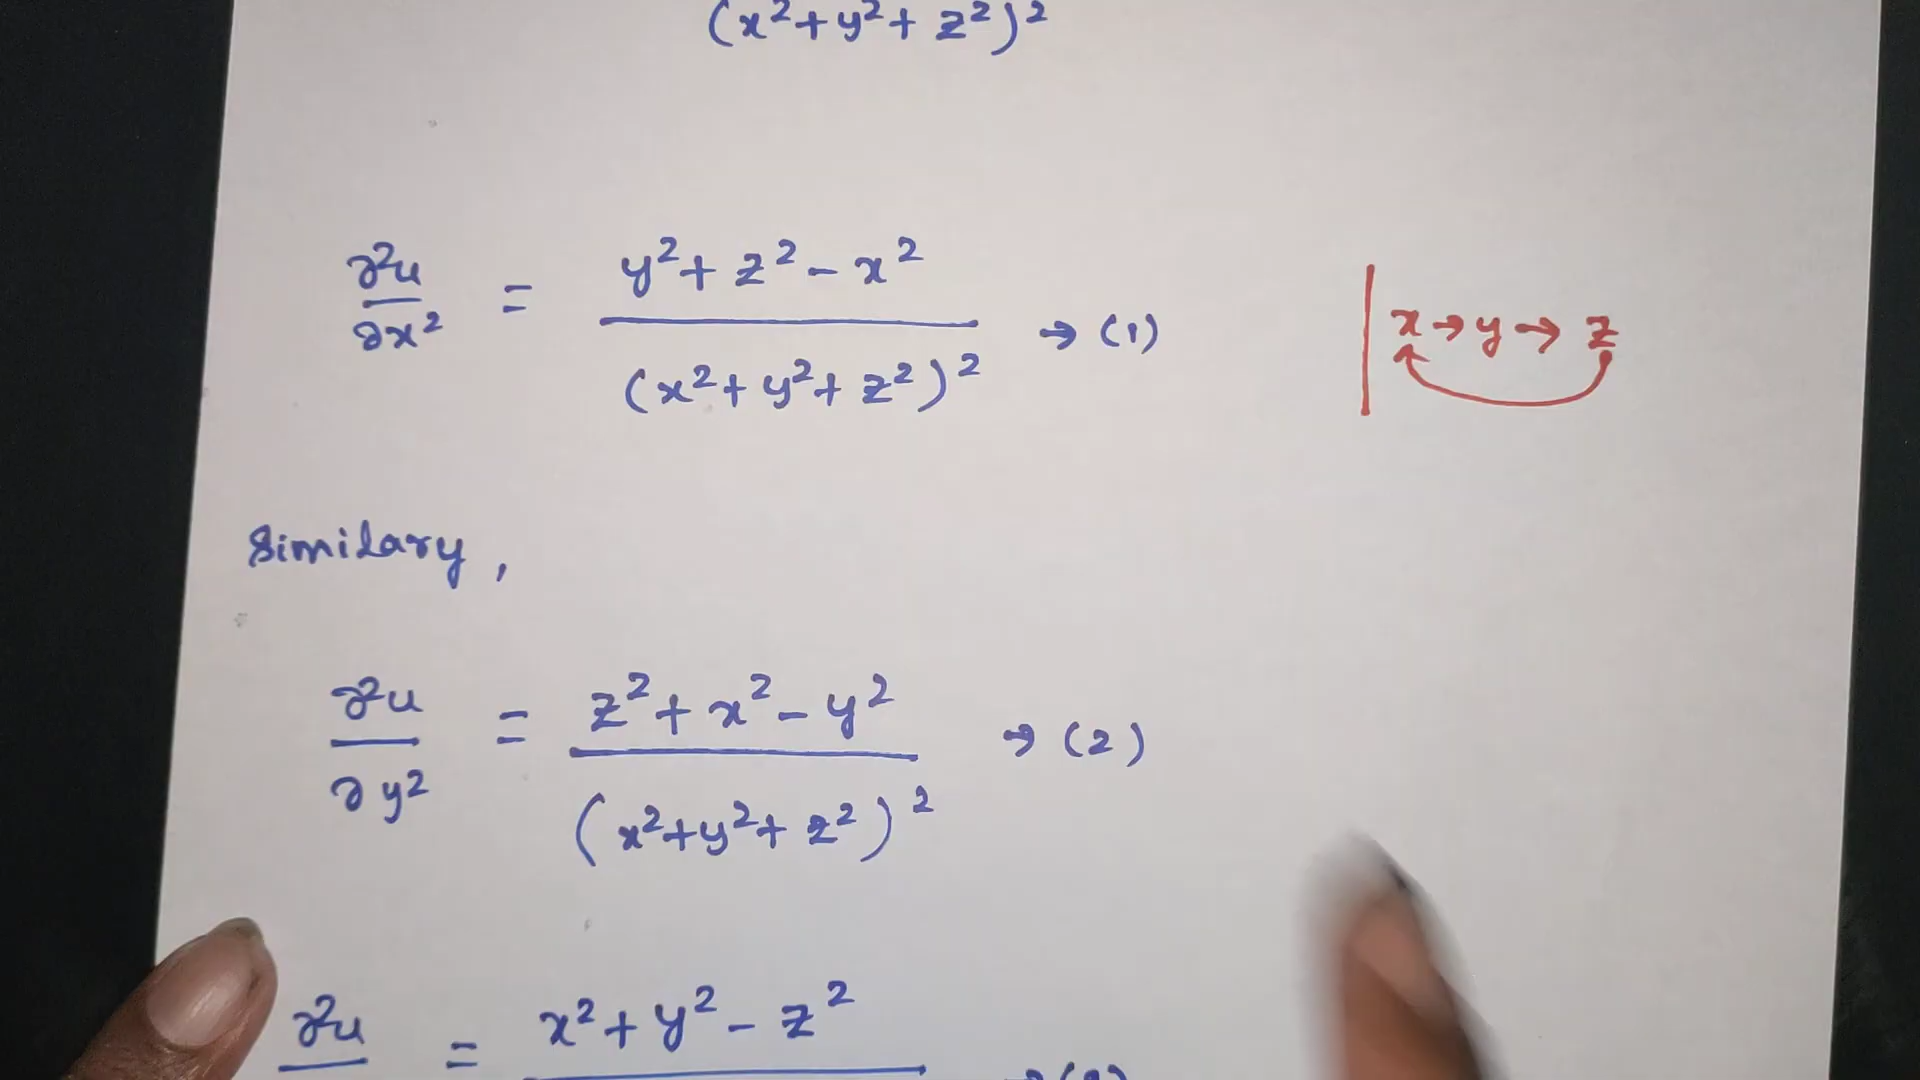 (x²+y²+ z²)²
∂²u/∂x² = (y²+ z² - x²)/(x²+ y²+ z²)² → (1)
x→y→ z
Similary,
∂²u/∂y² = (z²+ x² - y²)/(x²+y²+ z²)² → (2)
∂²u = x²+ y² - z²